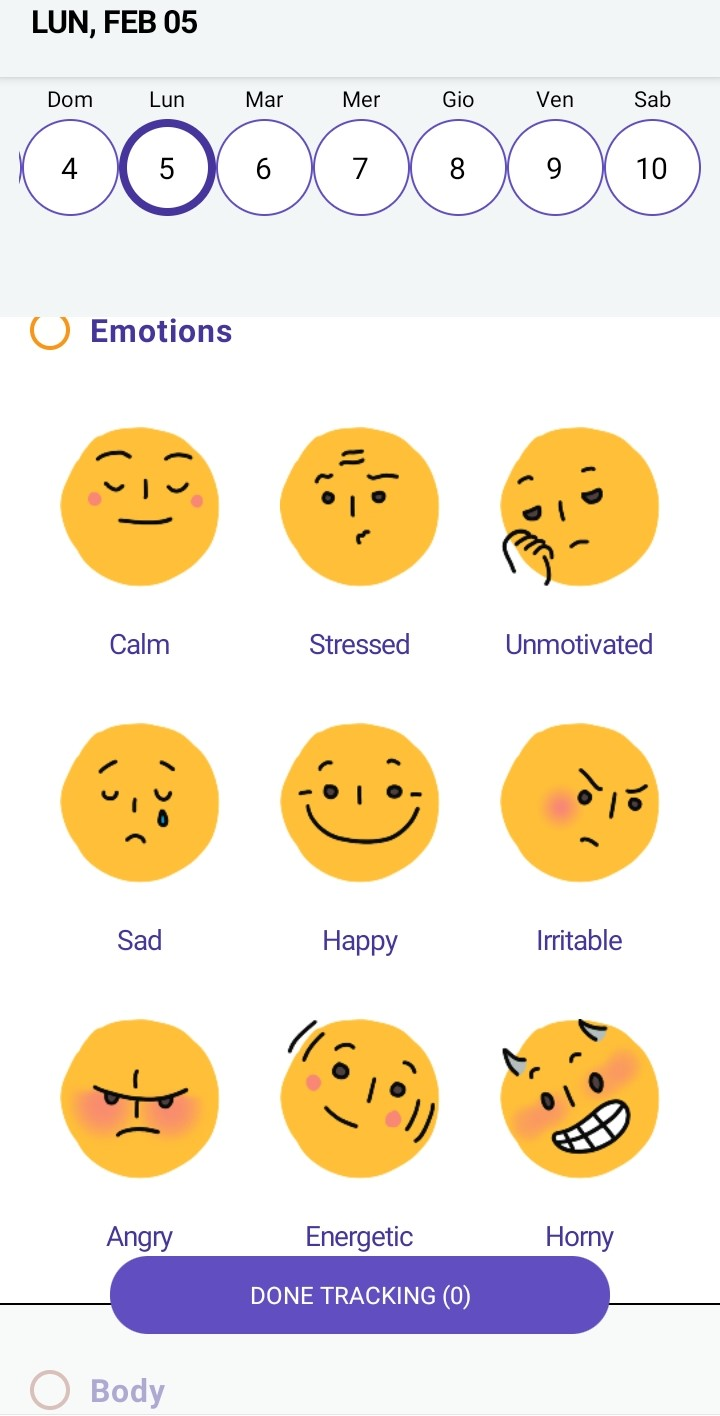 LUN, FEB 05
Dom Lun Mar Mer Gio Ven Sab
4 5 6 7 8 9 10
Emotions
Calm Stressed Unmotivated
Sad Happy Irritable
Angry Energetic Horny
DONE TRACKING (0)
Body